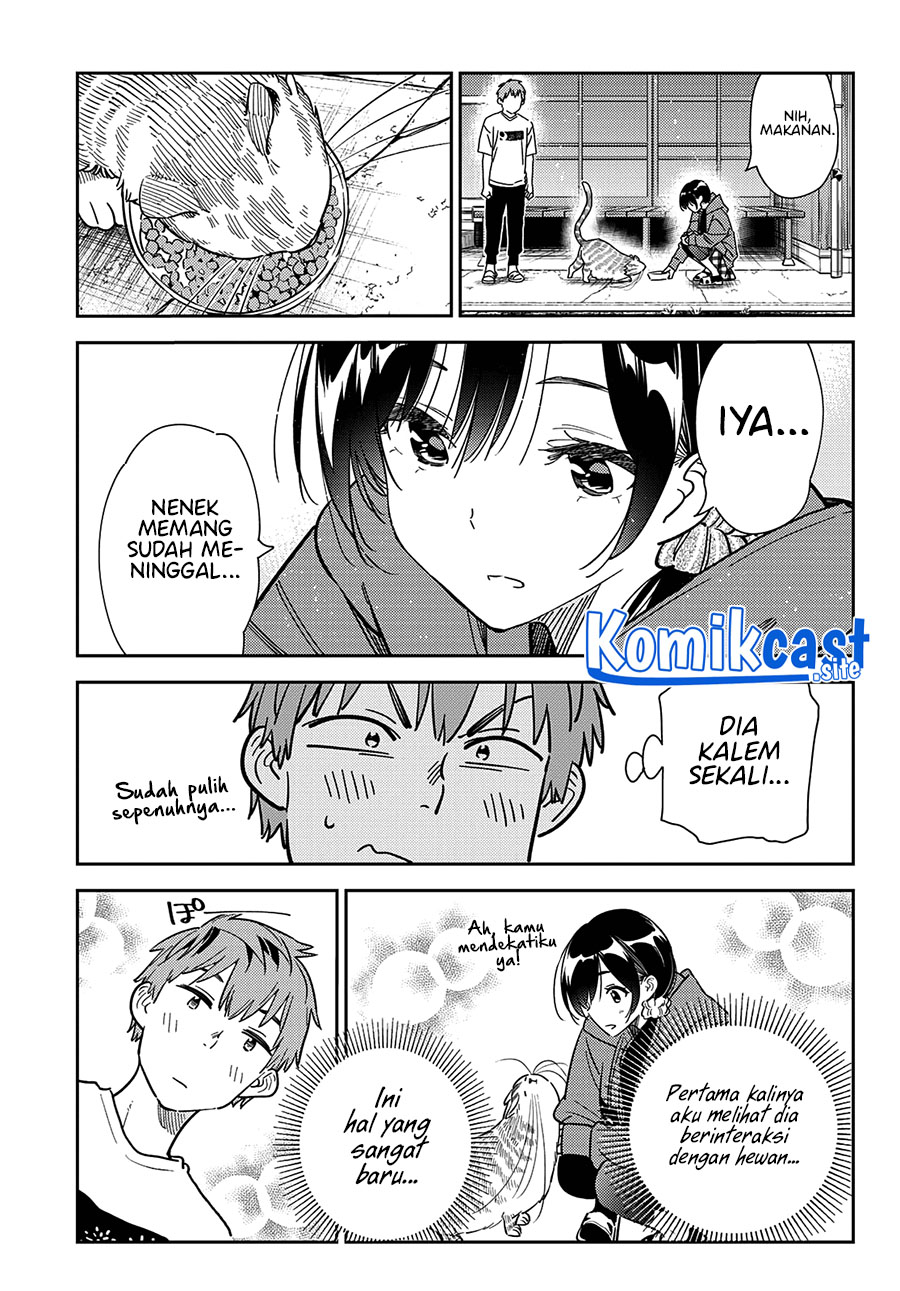 NIH,
MAKANAN.
IYA...
NENEK
MEMANG
SUDAH ME-
NINGGAL...
Komikcast
.site
DIA
KALEM
SEKALI...
Sudah pulih
sepenuhnya...
Ah, kamu
mendekatiku
ya!
Pertama kalinya
aku melihat dia
berinteraksi
dengan hewan...
Ini
hal yang
sangat
baru...
ぽ